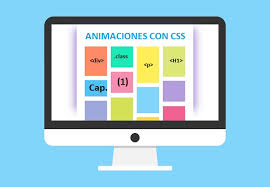 ANIMACIONES CON CSS
<div>
.class
<p>
<H1>
Cap.
(1)